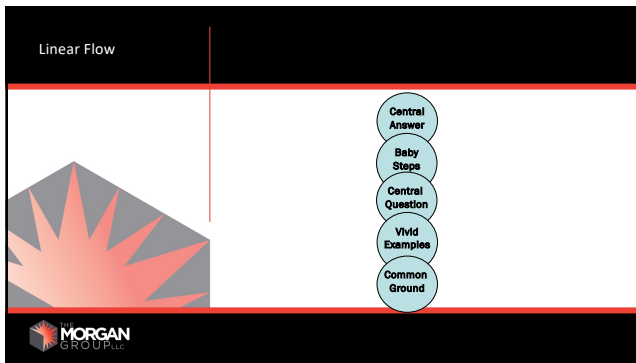 Linear Flow
Central
Answer
Baby
Steps
Central
Question
Vivid
Examples
Common
Ground
THE
MORGAN
GROUP LLC